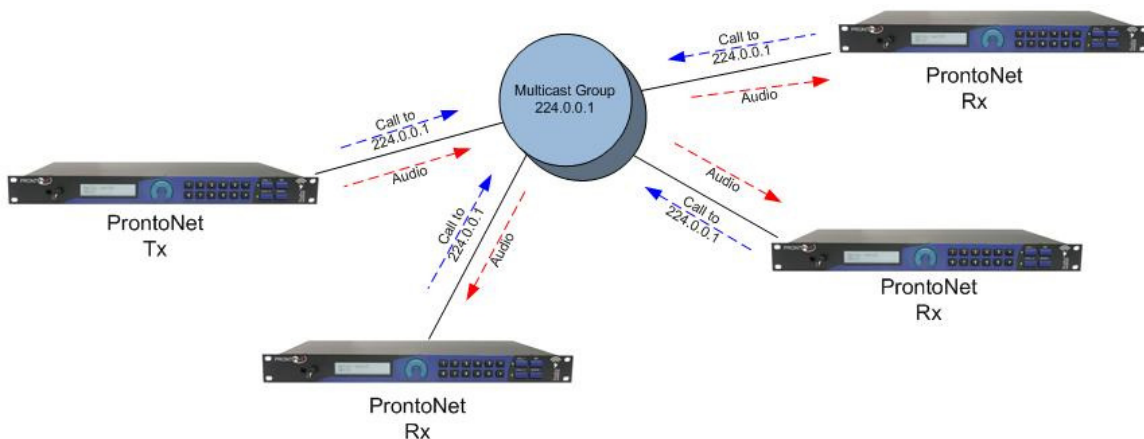 Call to
224.0.0.1
Audio
ProntoNet
Rx
Multicast Group
224.0.0.1
Call to
224.0.0.1
Audio
ProntoNet
Tx
Audio
Call to
224.0.0.1
ProntoNet
Rx
Call to
224.0.0.1
Audio
ProntoNet
Rx